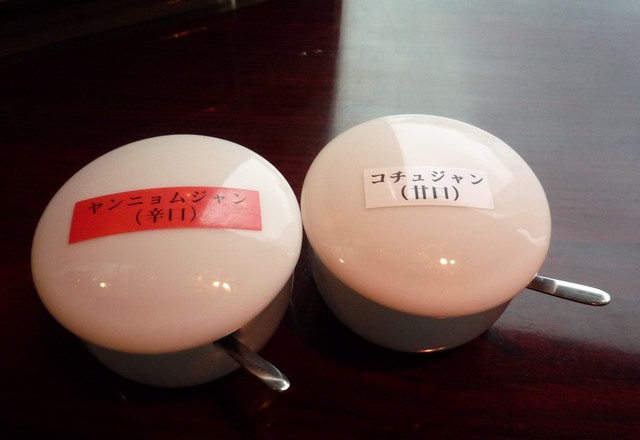 ヤンニョムジャン
（辛口）
コチュジャン
（甘口）